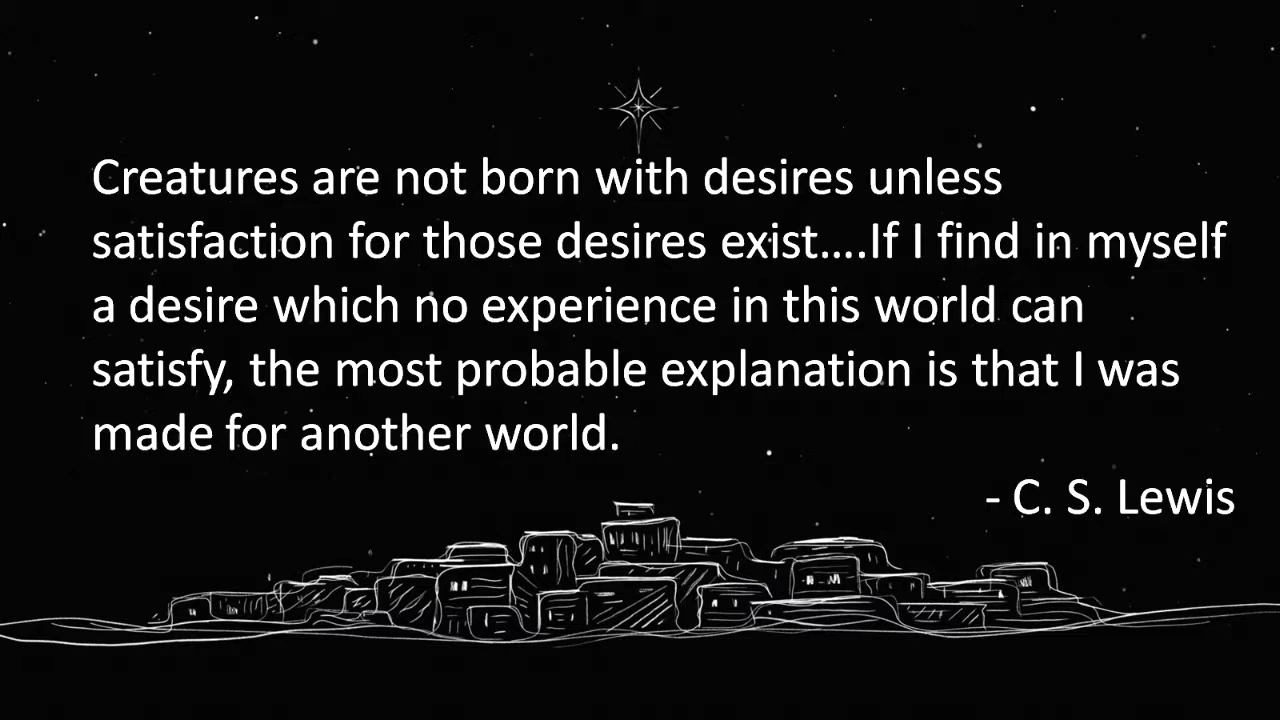 Creatures are not born with desires unless
satisfaction for those desires exist....If I find in myself
a desire which no experience in this world can
satisfy, the most probable explanation is that I was
made for another world.
- C. S. Lewis